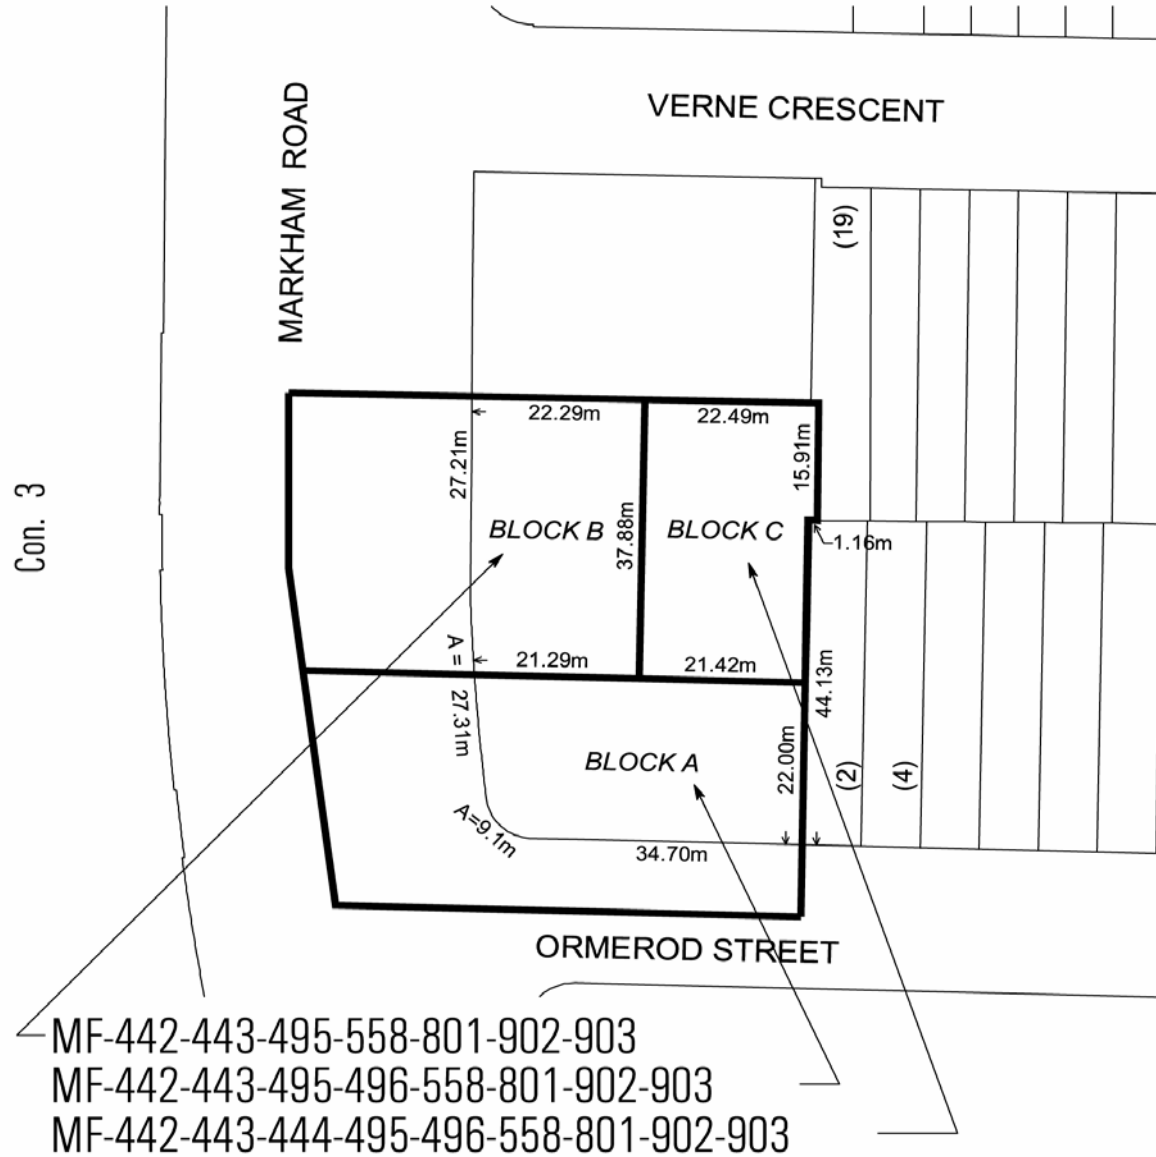 VERNE CRESCENT
MARKHAM ROAD
(19)
22.29m
22.49m
27.21m
15.91m
Con. 3
BLOCK B
37.88m
BLOCK C
1.16m
A = 27.31m
21.29m
21.42m
44.13m
22.00m
BLOCK A
(2)
(4)
A=9.1m
34.70m
ORMEROD STREET
MF-442-443-495-558-801-902-903
MF-442-443-495-496-558-801-902-903
MF-442-443-444-495-496-558-801-902-903